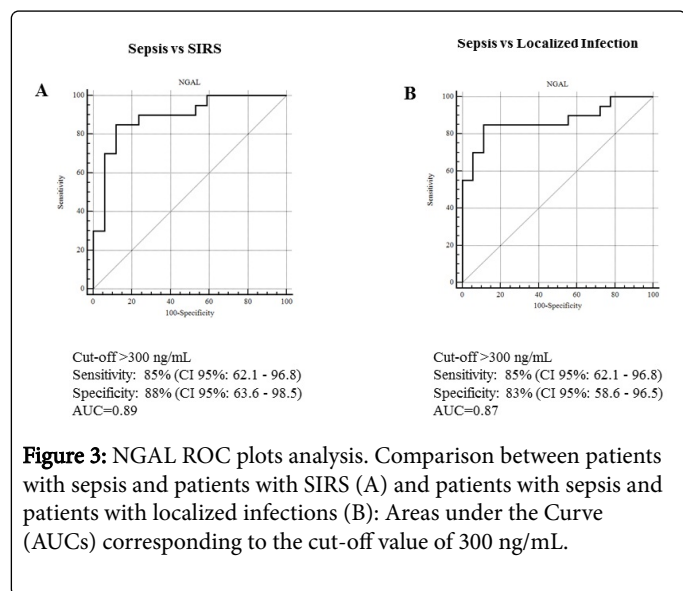 Sepsis vs SIRS
A
NGAL
100
80
60
40
20
0
Sensitivity
0 20 40 60 80 100
100-Specificity
Cut-off >300 ng/mL
Sensitivity: 85% (CI 95%: 62.1 - 96.8)
Specificity: 88% (CI 95%: 63.6 - 98.5)
AUC=0.89
Sepsis vs Localized Infection
B
NGAL
100
80
60
40
20
0
Sensitivity
0 20 40 60 80 100
100-Specificity
Cut-off >300 ng/mL
Sensitivity: 85% (CI 95%: 62.1 - 96.8)
Specificity: 83% (CI 95%: 58.6 - 96.5)
AUC=0.87
Figure 3: NGAL ROC plots analysis. Comparison between patients
with sepsis and patients with SIRS (A) and patients with sepsis and
patients with localized infections (B): Areas under the Curve
(AUCs) corresponding to the cut-off value of 300 ng/mL.